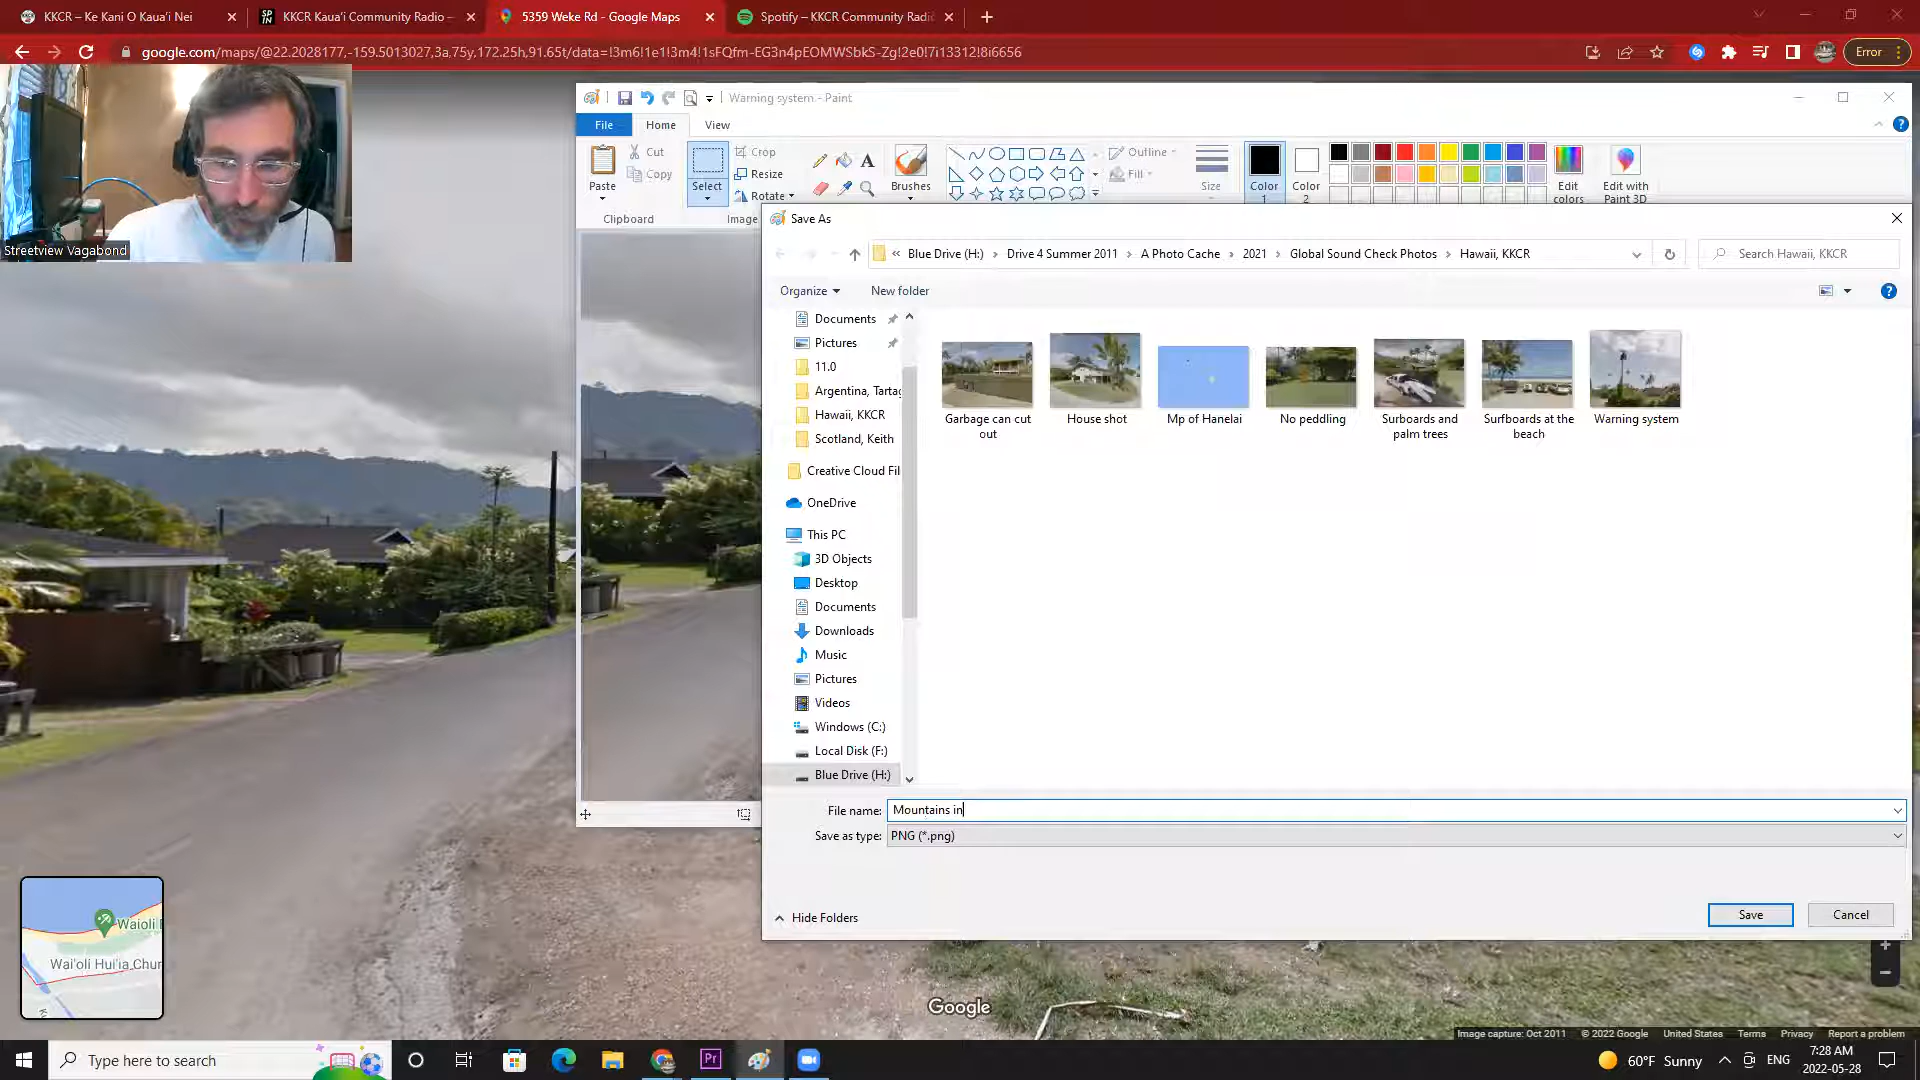 KKCR – Ke Kani O Kaua'i Nei
KKCR Kaua'i Community Radio –
5359 Weke Rd - Google Maps
Spotify – KKCR Community Radio
google.com/maps/@22.2028177,-159.5013027,3a,75y,172.25h,91.65t/data=!3m6!1e1!3m4!1sFQfm-EG3n4pEOMWSbkS-Zg!2e0!7i13312!8i6656
Error
Streetview Vagabond
Warning system - Paint
File
Home
View
Paste
Cut
Copy
Clipboard
Select
Crop
Resize
Rotate
Image
Brushes
Outline
Fill
Size
Color
1
Color
2
Edit
colors
Edit with
Paint 3D
Save As
« Blue Drive (H:) › Drive 4 Summer 2011 › A Photo Cache › 2021 › Global Sound Check Photos › Hawaii, KKCR
Search Hawaii, KKCR
Organize
New folder
Documents
Pictures
11.0
Argentina, Tartag
Hawaii, KKCR
Scotland, Keith
Creative Cloud Fil
OneDrive
This PC
3D Objects
Desktop
Documents
Downloads
Music
Pictures
Videos
Windows (C:)
Local Disk (F:)
Blue Drive (H:)
Garbage can cut
out
House shot
Mp of Hanelai
No peddling
Surboards and
palm trees
Surfboards at the
beach
Warning system
File name: Mountains in
Save as type: PNG (*.png)
Hide Folders
Save
Cancel
Waioli
Wai'oli Hui'ia Chur
Google
Image capture: Oct 2011 © 2022 Google United States Terms Privacy Report a problem
Type here to search
Pr
60°F Sunny
ENG
7:28 AM
2022-05-28